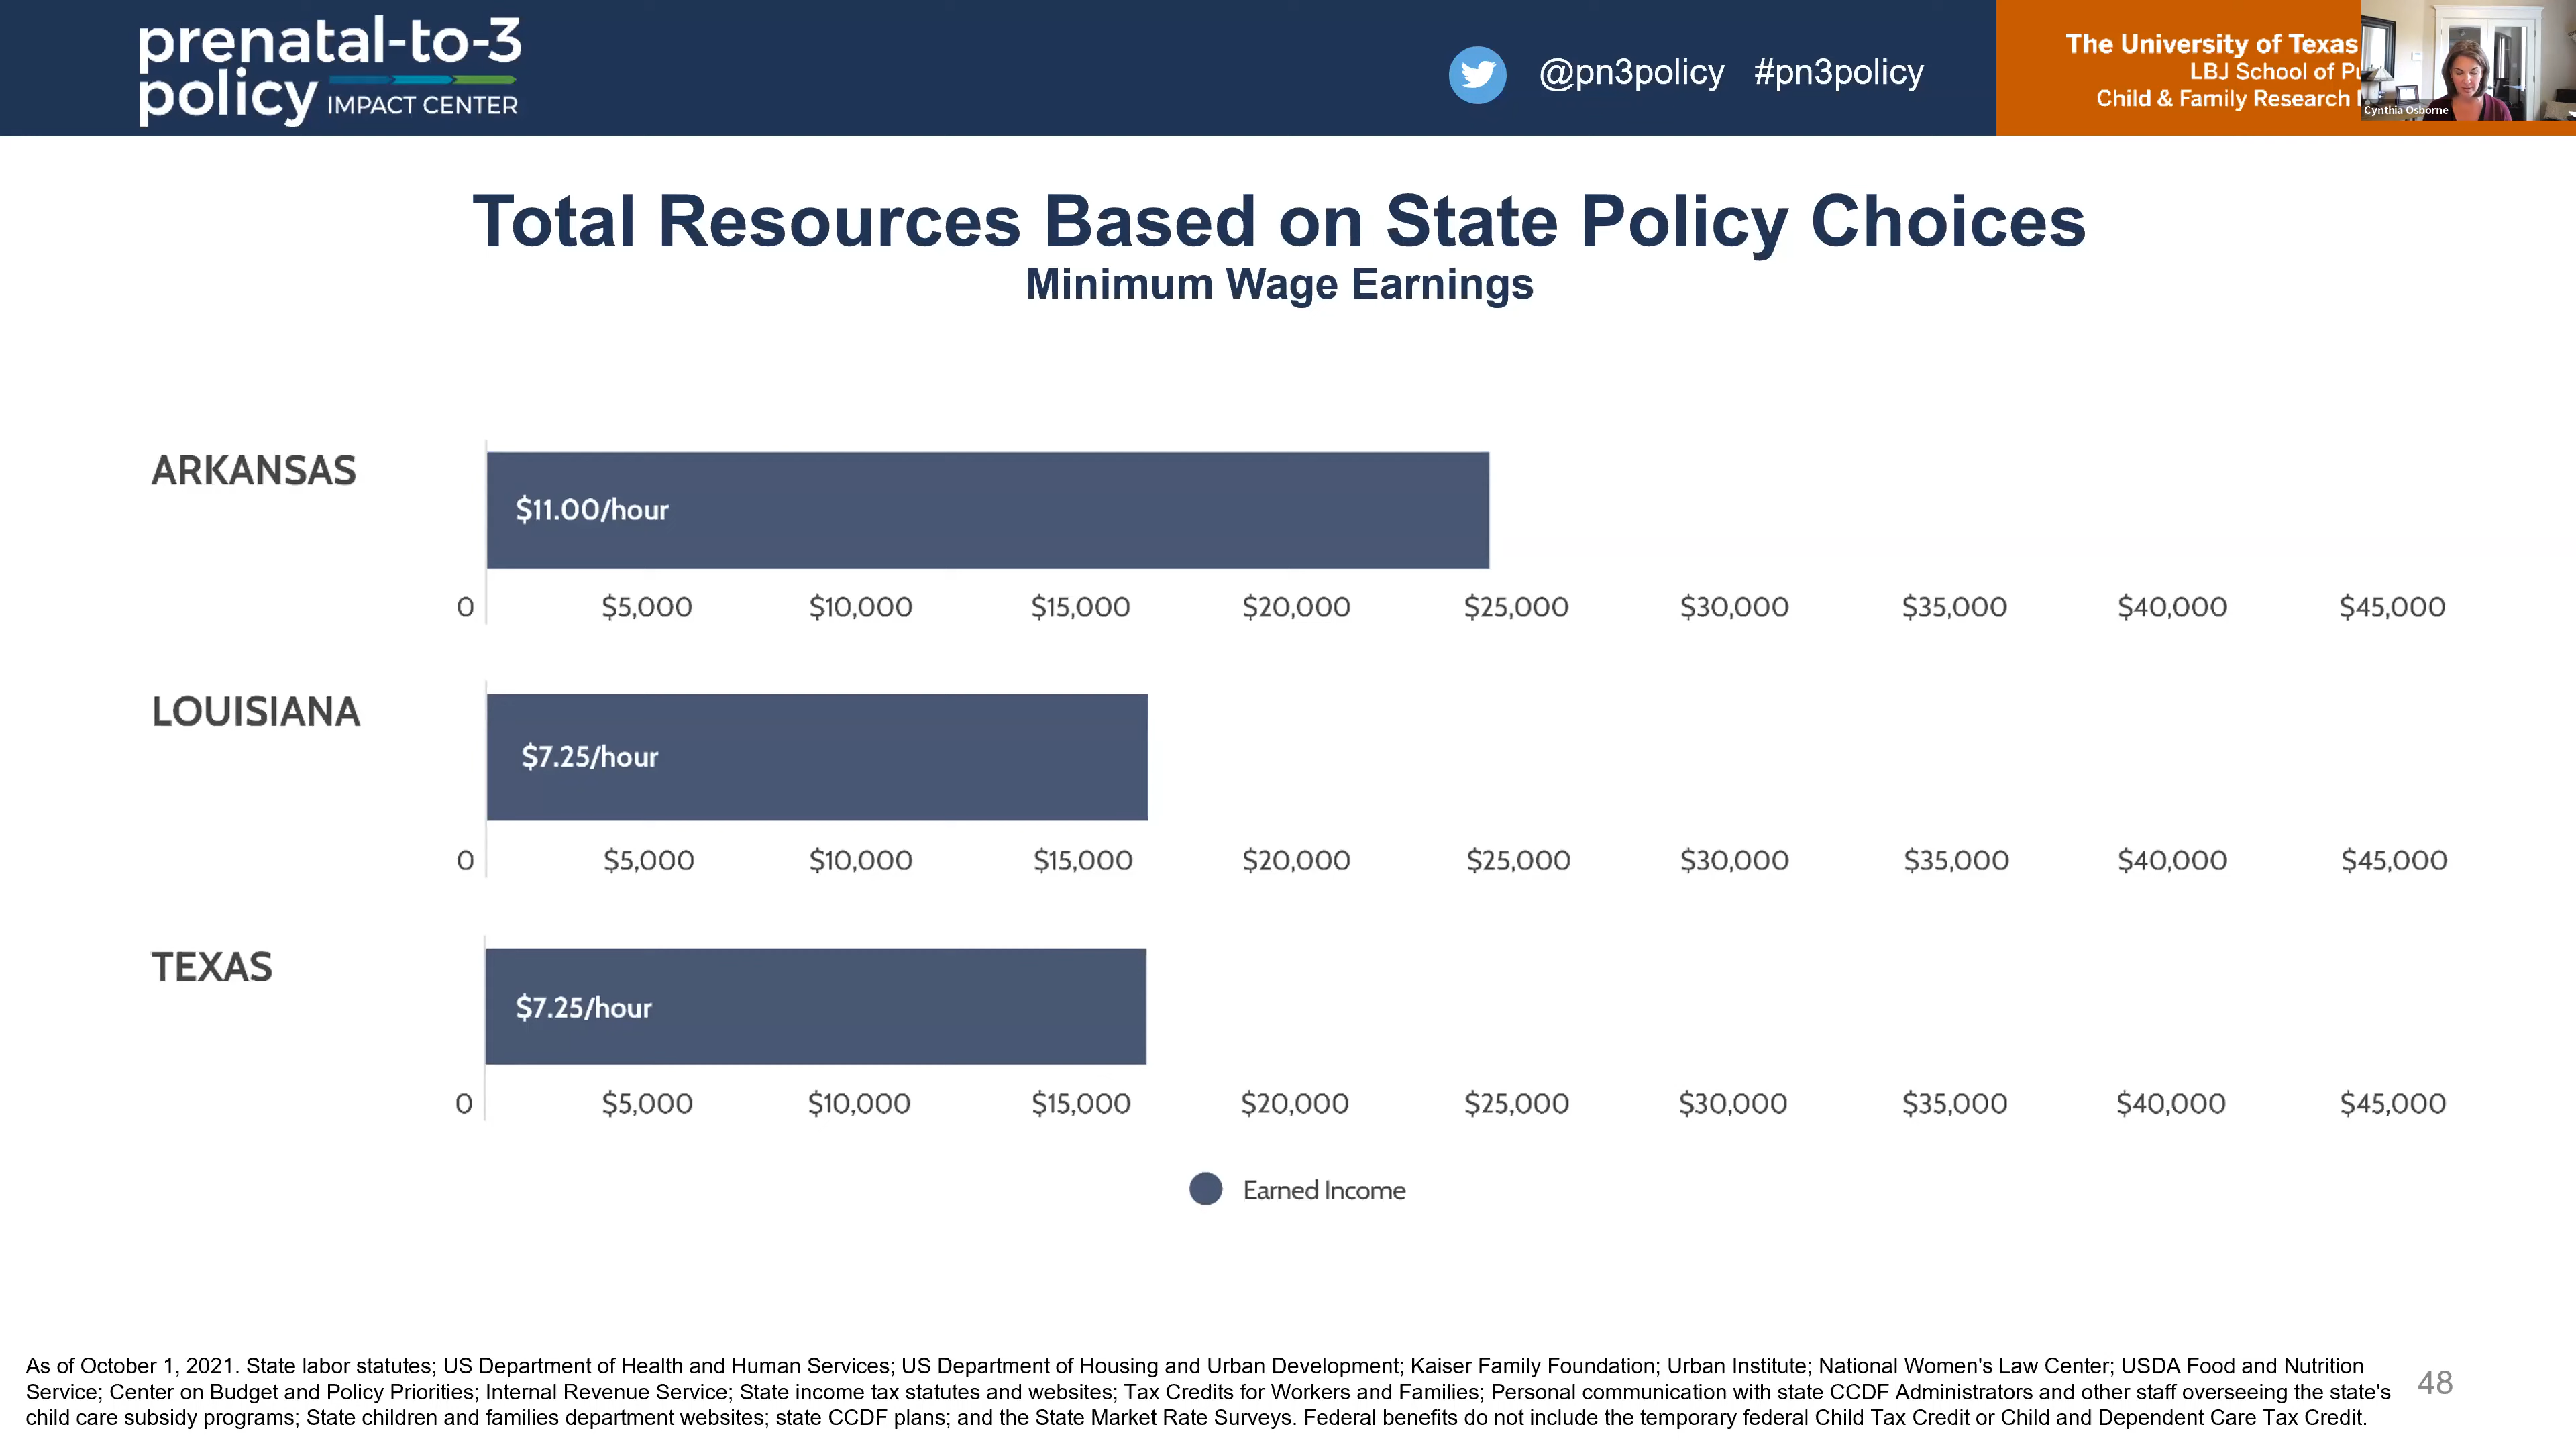 prenatal-to-3
policy IMPACT CENTER
@pn3policy #pn3policy
The University of Texas
LBJ School of
Child & Family Research
Cynthia Osborne
Total Resources Based on State Policy Choices
Minimum Wage Earnings
ARKANSAS
$11.00/hour
0 $5,000 $10,000 $15,000 $20,000 $25,000 $30,000 $35,000 $40,000 $45,000
LOUISIANA
$7.25/hour
0 $5,000 $10,000 $15,000 $20,000 $25,000 $30,000 $35,000 $40,000 $45,000
TEXAS
$7.25/hour
0 $5,000 $10,000 $15,000 $20,000 $25,000 $30,000 $35,000 $40,000 $45,000
Earned Income
As of October 1, 2021. State labor statutes; US Department of Health and Human Services; US Department of Housing and Urban Development; Kaiser Family Foundation; Urban Institute; National Women's Law Center; USDA Food and Nutrition
Service; Center on Budget and Policy Priorities; Internal Revenue Service; State income tax statutes and websites; Tax Credits for Workers and Families; Personal communication with state CCDF Administrators and other staff overseeing the state's
child care subsidy programs; State children and families department websites; state CCDF plans; and the State Market Rate Surveys. Federal benefits do not include the temporary federal Child Tax Credit or Child and Dependent Care Tax Credit.
48